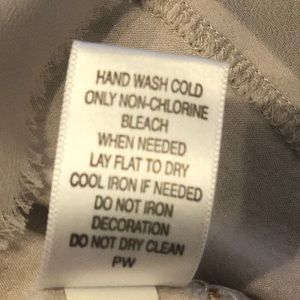 HAND WASH COLD
ONLY NON-CHLORINE
BLEACH
WHEN NEEDED
LAY FLAT TO DRY
COOL IRON IF NEEDED
DO NOT IRON
DECORATION
DO NOT DRY CLEAN
PW